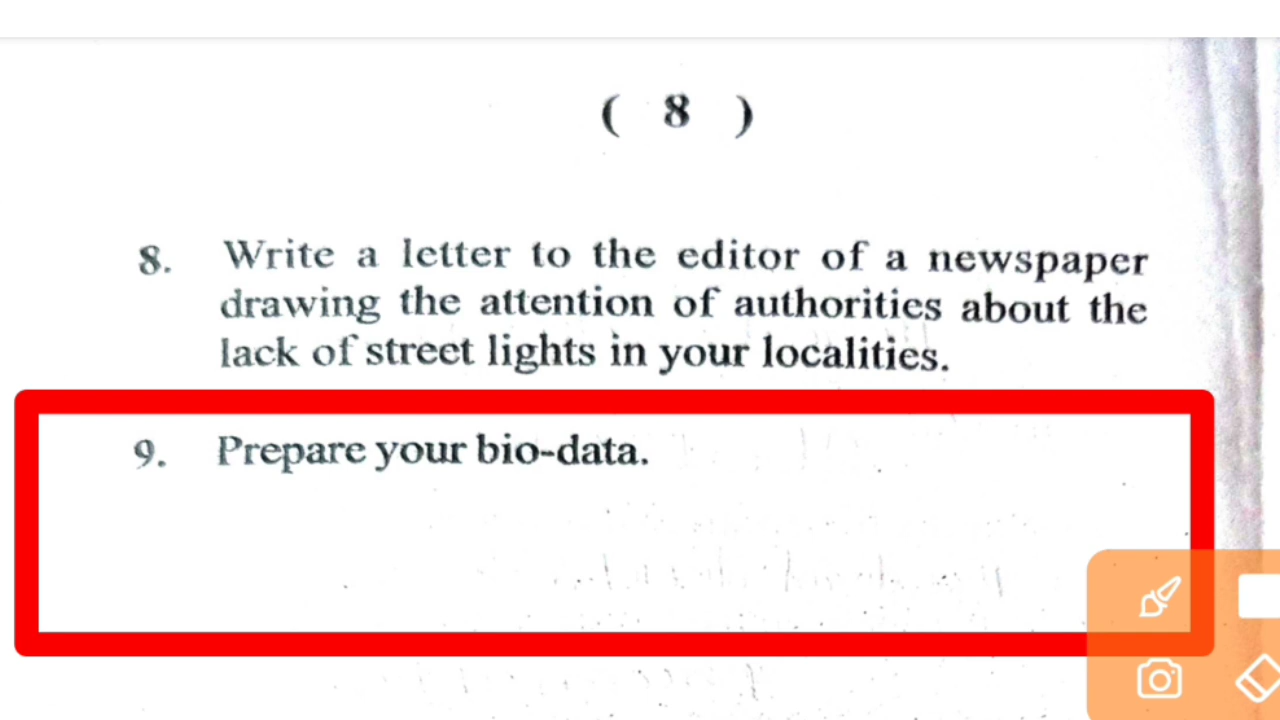 ( 8 )
8. Write a letter to the editor of a newspaper
drawing the attention of authorities about the
lack of street lights in your localities.
9. Prepare your bio-data.